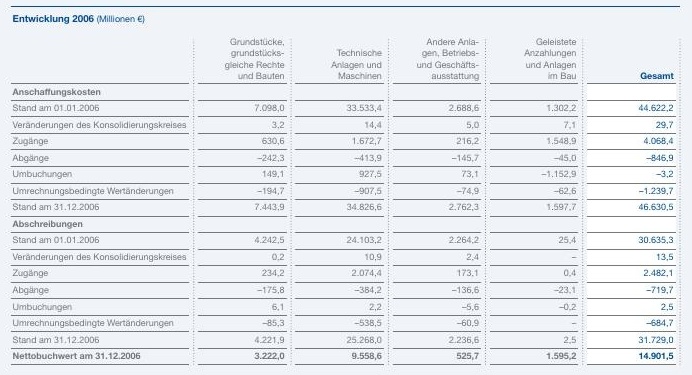 Entwicklung 2006 (Millionen €)
Grundstücke, grundstücks- gleiche Rechte und Bauten | Technische Anlagen und Maschinen | Andere Anla- gen, Betriebs- und Geschäfts- ausstattung | Geleistete Anzahlungen und Anlagen im Bau | Gesamt
Anschaffungskosten
Stand am 01.01.2006 7.098,0 33.533,4 2.688,6 1.302,2 44.622,2
Veränderungen des Konsolidierungskreises 3,2 14,4 5,0 7,1 29,7
Zugänge 630,6 1.672,7 216,2 1.548,9 4.068,4
Abgänge –242,3 –413,9 –145,7 –45,0 –846,9
Umbuchungen 149,1 927,5 73,1 –1.152,9 –3,2
Umrechnungsbedingte Wertänderungen –194,7 –907,5 –74,9 –62,6 –1.239,7
Stand am 31.12.2006 7.443,9 34.826,6 2.762,3 1.597,7 46.630,5
Abschreibungen
Stand am 01.01.2006 4.242,5 24.103,2 2.264,2 25,4 30.635,3
Veränderungen des Konsolidierungskreises 0,2 10,9 2,4 – 13,5
Zugänge 234,2 2.074,4 173,1 0,4 2.482,1
Abgänge –175,8 –384,2 –136,6 –23,1 –719,7
Umbuchungen 6,1 2,2 –5,6 –0,2 2,5
Umrechnungsbedingte Wertänderungen –85,3 –538,5 –60,9 – –684,7
Stand am 31.12.2006 4.221,9 25.268,0 2.236,6 2,5 31.729,0
Nettobuchwert am 31.12.2006 3.222,0 9.558,6 525,7 1.595,2 14.901,5